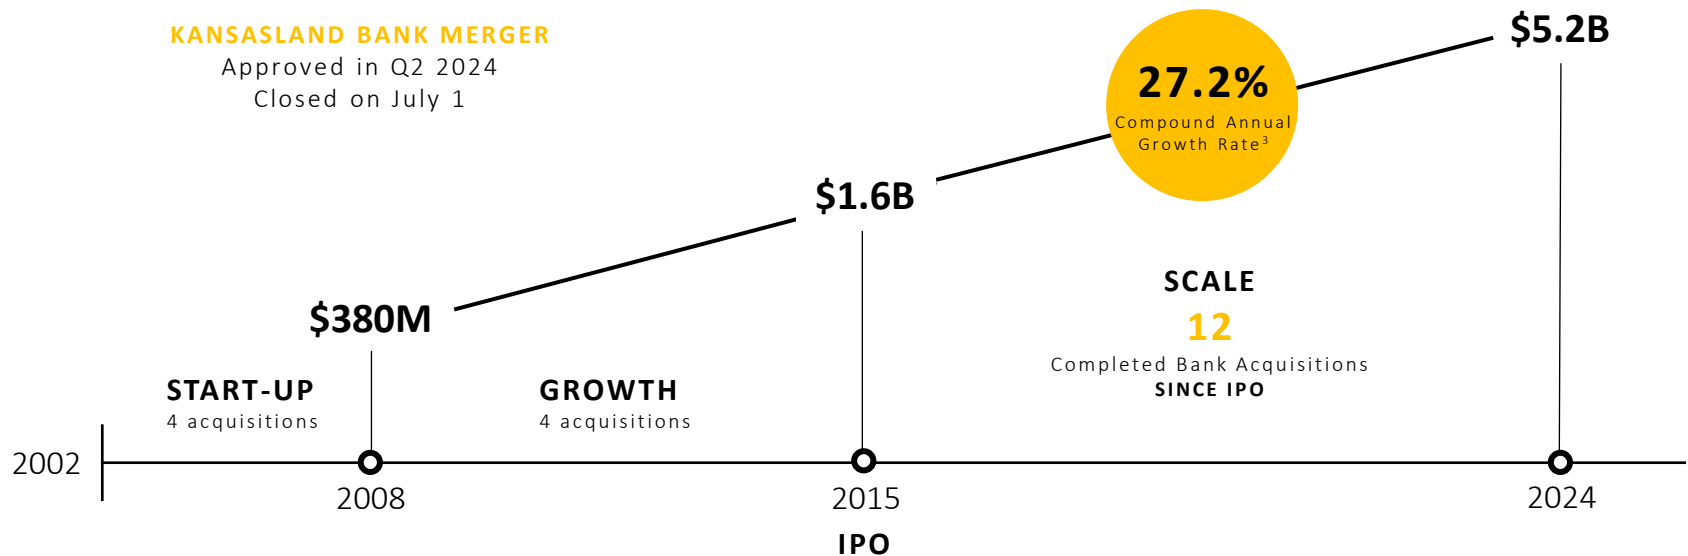 KANSASLAND BANK MERGER
Approved in Q2 2024
Closed on July 1
$5.2B
27.2%
Compound Annual
Growth Rate³
$1.6B
$380M
SCALE
12
Completed Bank Acquisitions
SINCE IPO
START-UP
4 acquisitions
GROWTH
4 acquisitions
2002
2008
2015
2024
IPO